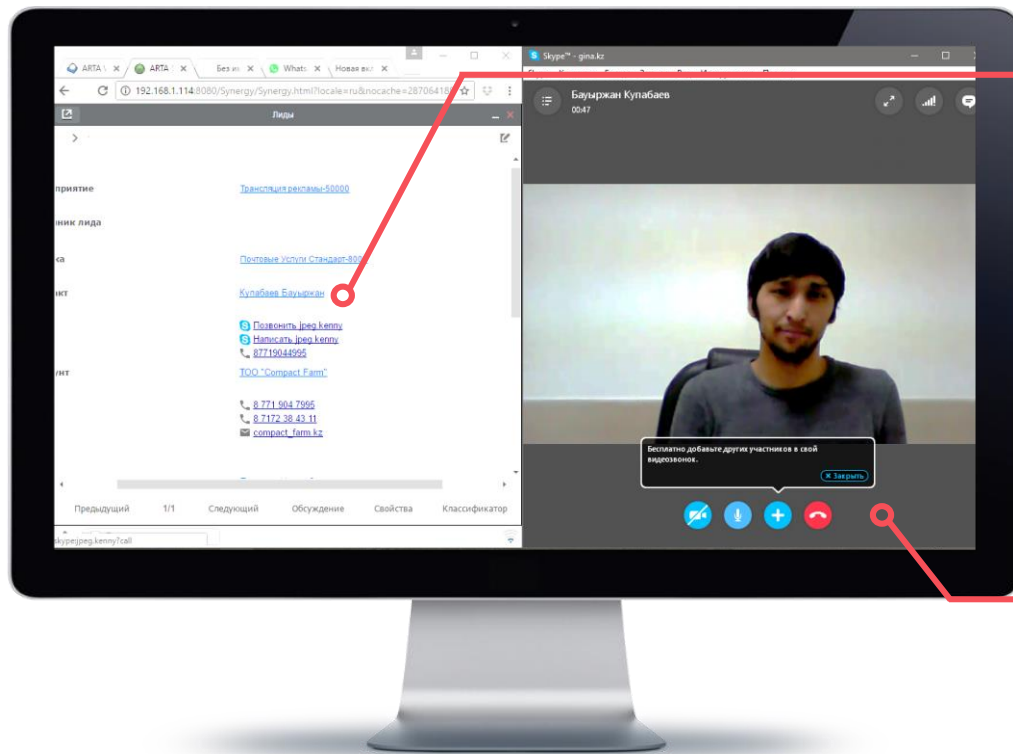 ARTA
ARTA
Без и
Whats
Новая вкл
192.168.1.114:8080/Synergy/Synergy.html?locale=ru&nocache=28706418
Лиды
приятие
Трансляция рекламы-50000
ник лида
ка
Почтовые Услуги Стандарт-800
кт
Купабаев Бауыржан
Позвонить jpeg.kenny
Написать jpeg.kenny
87719044995
нт
ТОО "Compact Farm"
8 771 904 7995
8 7172 38 43 11
compact_farm.kz
Предыдущий 1/1 Следующий Обсуждение Свойства Классификатор
skype:jpeg.kenny?call
Skype™ - gina.kz
Бауыржан Купабаев
00:47
Бесплатно добавьте других участников в свой
видеозвонок.
Закрыть